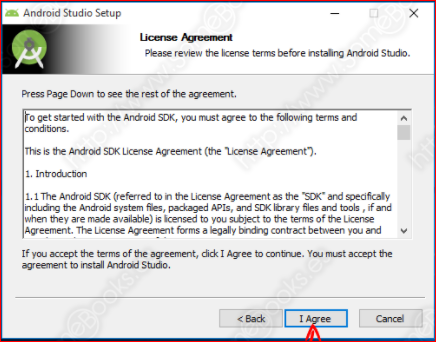 Android Studio Setup
License Agreement
Please review the license terms before installing Android Studio.
Press Page Down to see the rest of the agreement.
To get started with the Android SDK, you must agree to the following terms and
conditions.
This is the Android SDK License Agreement (the "License Agreement").
1. Introduction
1.1 The Android SDK (referred to in the License Agreement as the "SDK" and specifically
including the Android system files, packaged APIs, and SDK library files and tools , if and
when they are made available) is licensed to you subject to the terms of the License
Agreement. The License Agreement forms a legally binding contract between you and
If you accept the terms of the agreement, click I Agree to continue. You must accept the
agreement to install Android Studio.
< Back
I Agree
Cancel